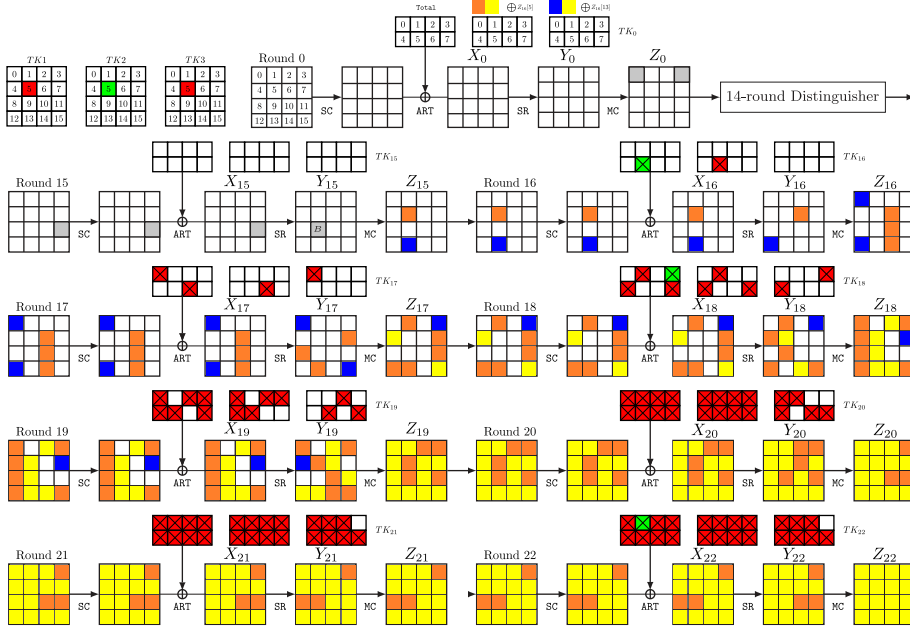 Total ⊕ Z₁₆[5] ⊕ Z₁₆[13]
0 1 2 3 0 1 2 3 0 1 2 3
4 5 6 7 4 5 6 7 4 5 6 7 TK₀
TK1 TK2 TK3 Round 0 X₀ Y₀ Z₀
0 1 2 3 0 1 2 3 0 1 2 3 0 1 2 3
4 5 6 7 4 5 6 7 4 5 6 7 4 5 6 7
8 9 10 11 8 9 10 11 8 9 10 11 8 9 10 11
12 13 14 15 12 13 14 15 12 13 14 15 12 13 14 15
SC ART SR MC 14-round Distinguisher
TK₁₅ TK₁₆
Round 15 X₁₅ Y₁₅ Z₁₅ Round 16 X₁₆ Y₁₆ Z₁₆
B
SC ART SR MC SC ART SR MC
TK₁₇ TK₁₈
Round 17 X₁₇ Y₁₇ Z₁₇ Round 18 X₁₈ Y₁₈ Z₁₈
SC ART SR MC SC ART SR MC
TK₁₉ TK₂₀
Round 19 X₁₉ Y₁₉ Z₁₉ Round 20 X₂₀ Y₂₀ Z₂₀
SC ART SR MC SC ART SR MC
TK₂₁ TK₂₂
Round 21 X₂₁ Y₂₁ Z₂₁ Round 22 X₂₂ Y₂₂ Z₂₂
SC ART SR MC SC ART SR MC